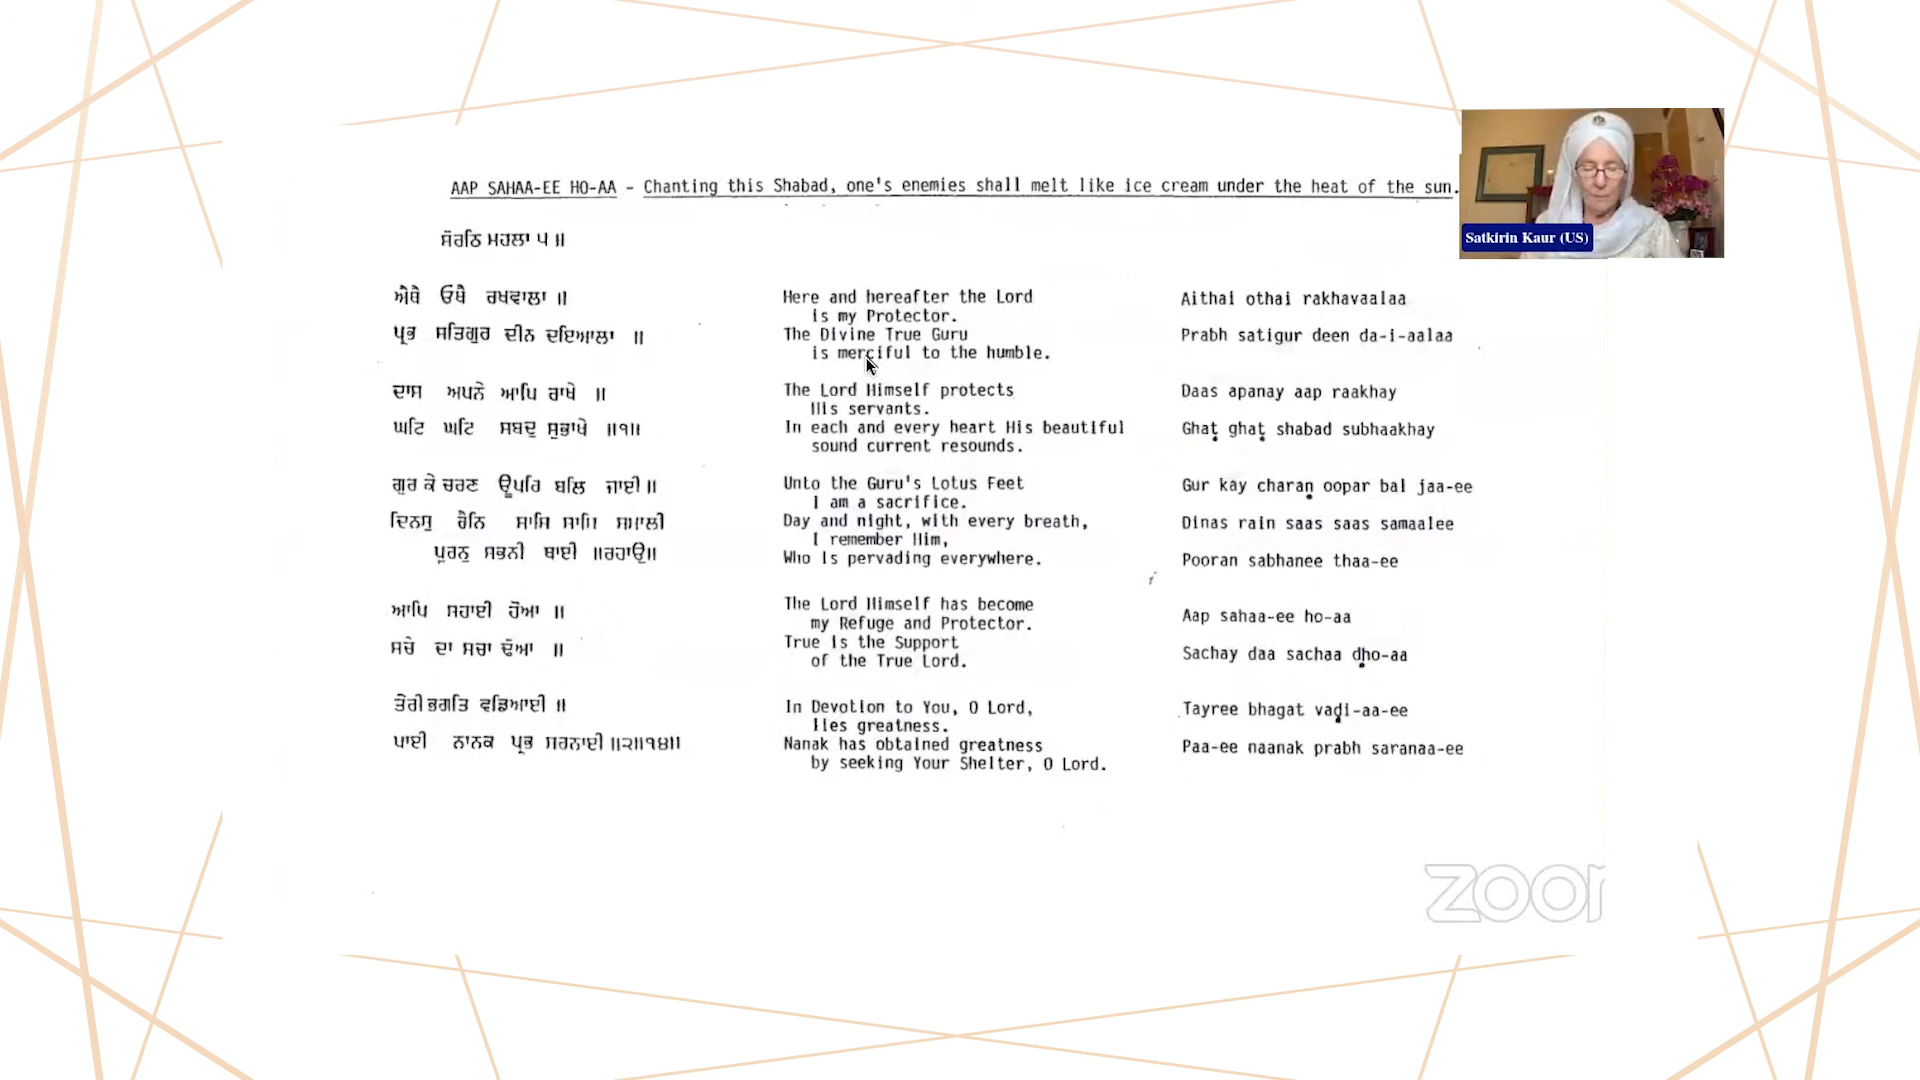 AAP SAHAA-EE HO-AA - Chanting this Shabad, one's enemies shall melt like ice cream under the heat of the sun.
Satkirin Kaur (US)
ਸੋਰਠਿ ਮਹਲਾ ੫ ॥
ਐਥੈ ਓਥੈ ਰਖਵਾਲਾ ॥
ਪ੍ਰਭ ਸਤਿਗੁਰ ਦੀਨ ਦਇਆਲਾ ॥
ਦਾਸ ਅਪਨੇ ਆਪਿ ਰਾਖੇ ॥
ਘਟਿ ਘਟਿ ਸਬਦੁ ਸੁਭਾਖੇ ॥੧॥
ਗੁਰ ਕੇ ਚਰਣ ਊਪਰਿ ਬਲਿ ਜਾਈ ॥
ਦਿਨਸੁ ਰੈਨਿ ਸਾਸਿ ਸਾਸਿ ਸਮਾਲੀ
ਪੂਰਨੁ ਸਭਨੀ ਥਾਈ ॥ਰਹਾਉ॥
ਆਪਿ ਸਹਾਈ ਹੋਆ ॥
ਸਚੇ ਦਾ ਸਚਾ ਢੋਆ ॥
ਤੇਰੀ ਭਗਤਿ ਵਡਿਆਈ ॥
ਪਾਈ ਨਾਨਕ ਪ੍ਰਭ ਸਰਨਾਈ ॥੨॥੧੪॥
Here and hereafter the Lord
is my Protector.
The Divine True Guru
is merciful to the humble.
The Lord Himself protects
His servants.
In each and every heart His beautiful
sound current resounds.
Unto the Guru's Lotus Feet
I am a sacrifice.
Day and night, with every breath,
I remember Him,
Who is pervading everywhere.
The Lord Himself has become
my Refuge and Protector.
True is the Support
of the True Lord.
In Devotion to You, O Lord,
lies greatness.
Nanak has obtained greatness
by seeking Your Shelter, O Lord.
Aithai othai rakhavaalaa
Prabh satigur deen da-i-aalaa
Daas apanay aap raakhay
Ghaṭ ghaṭ shabad subhaakhay
Gur kay charaṇ oopar bal jaa-ee
Dinas rain saas saas samaalee
Pooran sabhanee thaa-ee
Aap sahaa-ee ho-aa
Sachay daa sachaa ḍho-aa
Tayree bhagat vaḍi-aa-ee
Paa-ee naanak prabh saranaa-ee